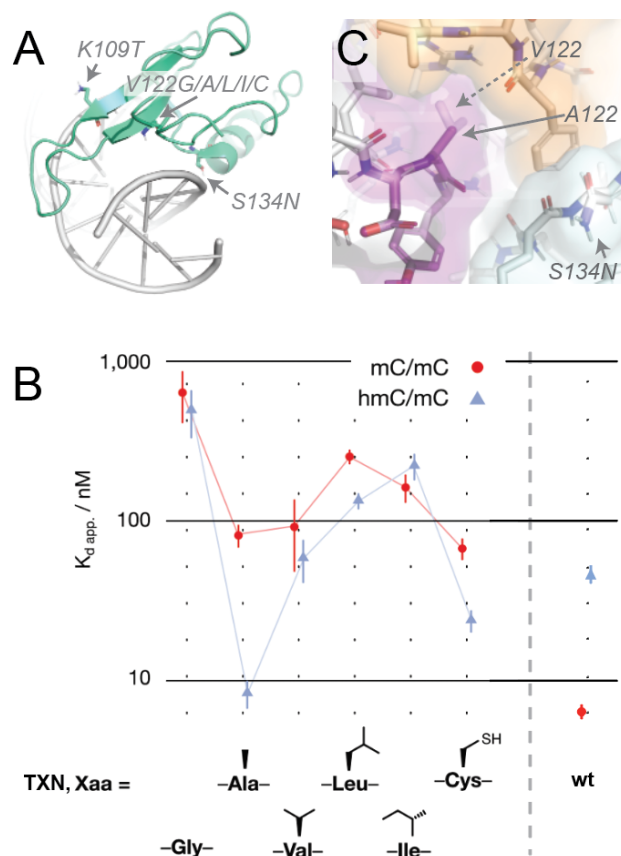 A
K109T
V122G/A/L/I/C
S134N
C
V122
A122
S134N
B
1,000
mC/mC
hmC/mC
100
10
Kd app. / nM
SH
TXN, Xaa =
–Ala–
–Leu–
–Cys–
wt
–Gly–
–Val–
–Ile–